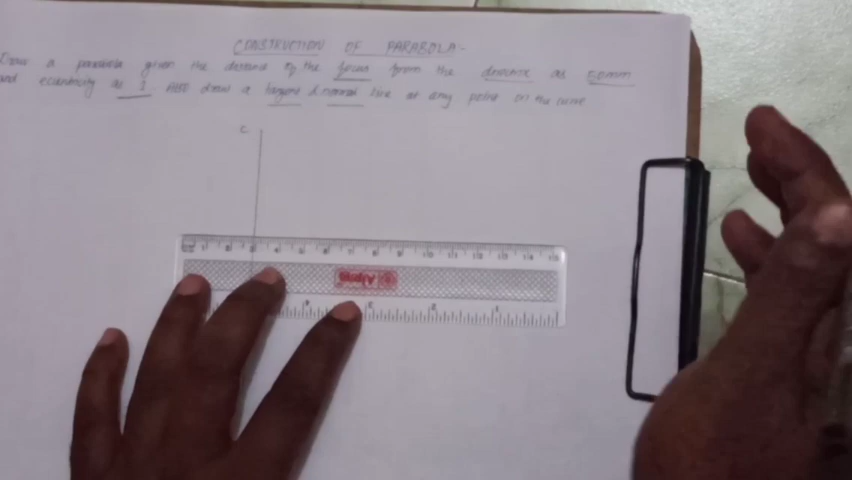 CONSTRUCTION OF PARABOLA-
Draw a parabola given the distance of the focus from the directrix as 50mm
and eccentricity as 1. Also draw a tangent & normal line at any point on the curve
C